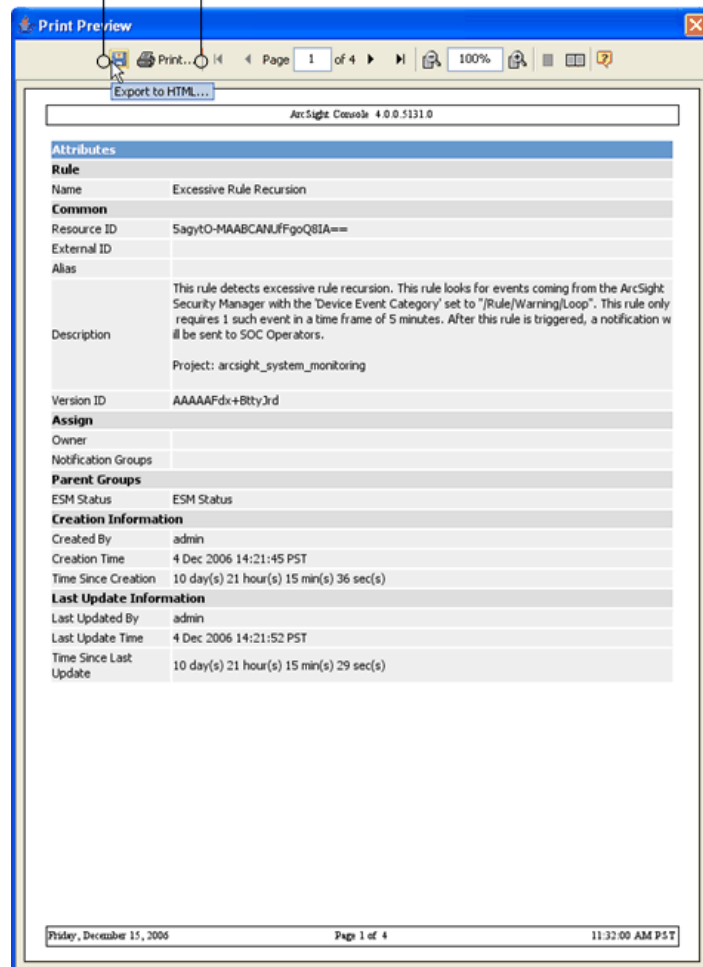 Print Preview
Print... Page 1 of 4 100%
Export to HTML...
ArcSight Console 4.0.0.5131.0
Attributes
Rule
Name Excessive Rule Recursion
Common
Resource ID 5agytO-MAABCANUfFgoQ8IA==
External ID
Alias
This rule detects excessive rule recursion. This rule looks for events coming from the ArcSight
Security Manager with the 'Device Event Category' set to "/Rule/Warning/Loop". This rule only
requires 1 such event in a time frame of 5 minutes. After this rule is triggered, a notification w
Description ill be sent to SOC Operators.
Project: arcsight_system_monitoring
Version ID AAAAAFdx+BttyJrd
Assign
Owner
Notification Groups
Parent Groups
ESM Status ESM Status
Creation Information
Created By admin
Creation Time 4 Dec 2006 14:21:45 PST
Time Since Creation 10 day(s) 21 hour(s) 15 min(s) 36 sec(s)
Last Update Information
Last Updated By admin
Last Update Time 4 Dec 2006 14:21:52 PST
Time Since Last
Update 10 day(s) 21 hour(s) 15 min(s) 29 sec(s)
Friday, December 15, 2006 Page 1 of 4 11:32:00 AM PST